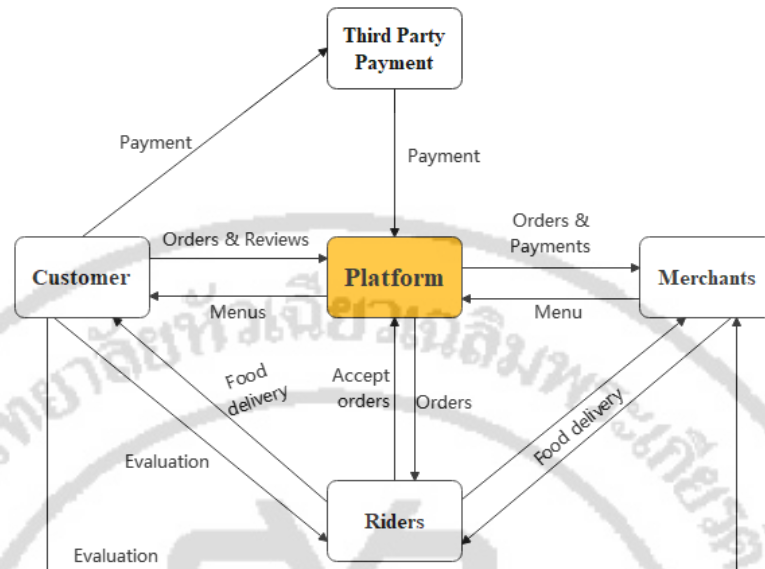 Third Party
Payment
Payment
Payment
Orders & Reviews
Orders &
Payments
Customer
Platform
Merchants
Menus
Menu
Food
delivery
Accept
orders
Orders
Food delivery
Evaluation
Riders
Evaluation